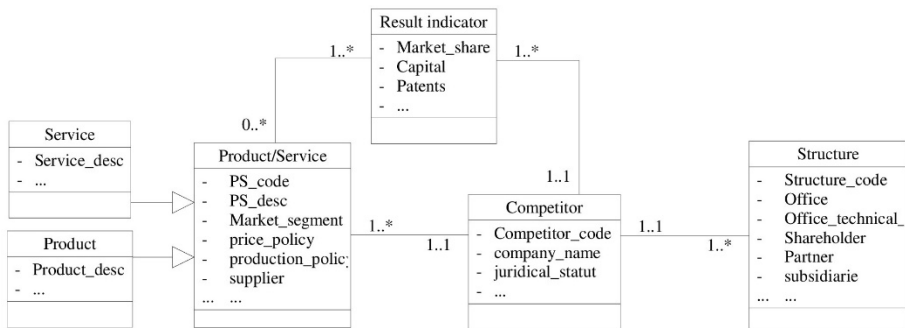 Result indicator
- Market_share
- Capital
- Patents
- ...
1..*
1..*
0..*
Service
- Service_desc
- ...
Product
- Product_desc
- ...
Product/Service
- PS_code
- PS_desc
- Market_segment
- price_policy
- production_policy
- supplier
... ...
1..*
1..1
1..1
Competitor
- Competitor_code
- company_name
- juridical_statut
- ...
1..1
1..*
Structure
- Structure_code
- Office
- Office_technical_
- Shareholder
- Partner
- subsidiarie
... ...